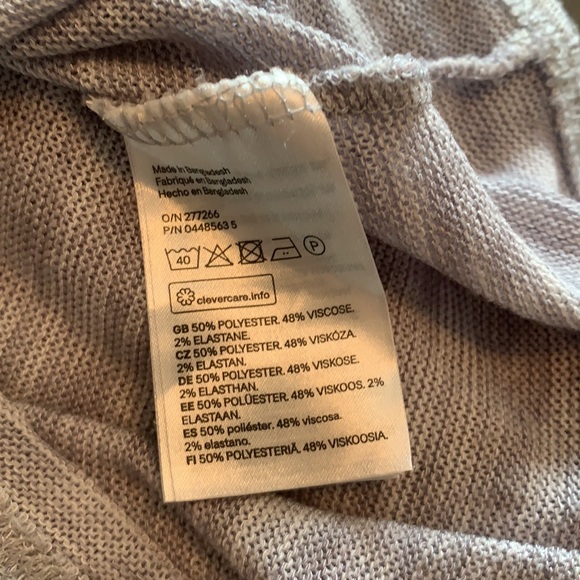 Made in Bangladesh
Fabriqué en Bangladesh
Hecho en Bangladesh
O/N 277266
P/N 0448563 5
40
P
clevercare.info
GB 50% POLYESTER. 48% VISCOSE.
2% ELASTANE.
CZ 50% POLYESTER. 48% VISKÓZA.
2% ELASTAN.
DE 50% POLYESTER. 48% VISKOSE.
2% ELASTHAN.
EE 50% POLÜESTER. 48% VISKOOS. 2%
ELASTAAN.
ES 50% poliéster. 48% viscosa.
2% elastano.
FI 50% POLYESTERIÄ. 48% VISKOOSIA.